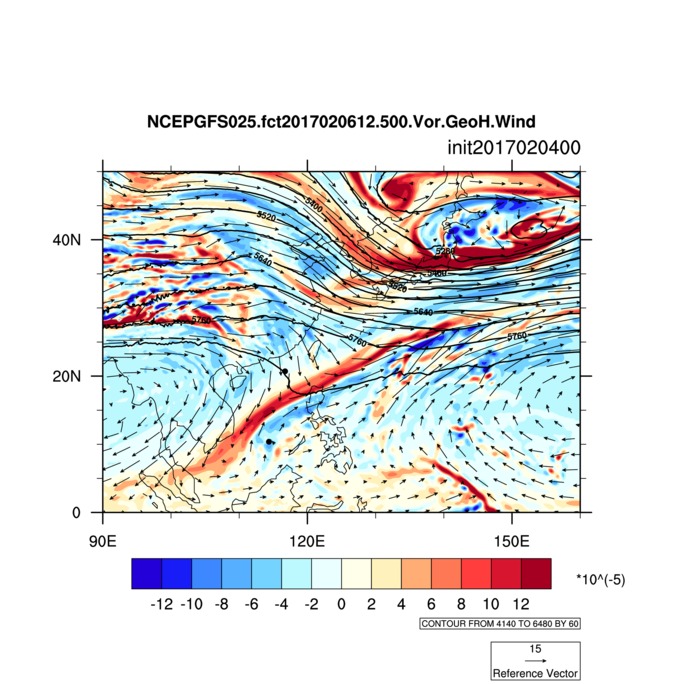 NCEPGFS025.fct2017020612.500.Vor.GeoH.Wind
init2017020400
5400
5520
40N
5280
5640
5400
5520
5640
5760
5760
5760
20N
0
90E 120E 150E
-12 -10 -8 -6 -4 -2 0 2 4 6 8 10 12 *10^(-5)
CONTOUR FROM 4140 TO 6480 BY 60
15
Reference Vector